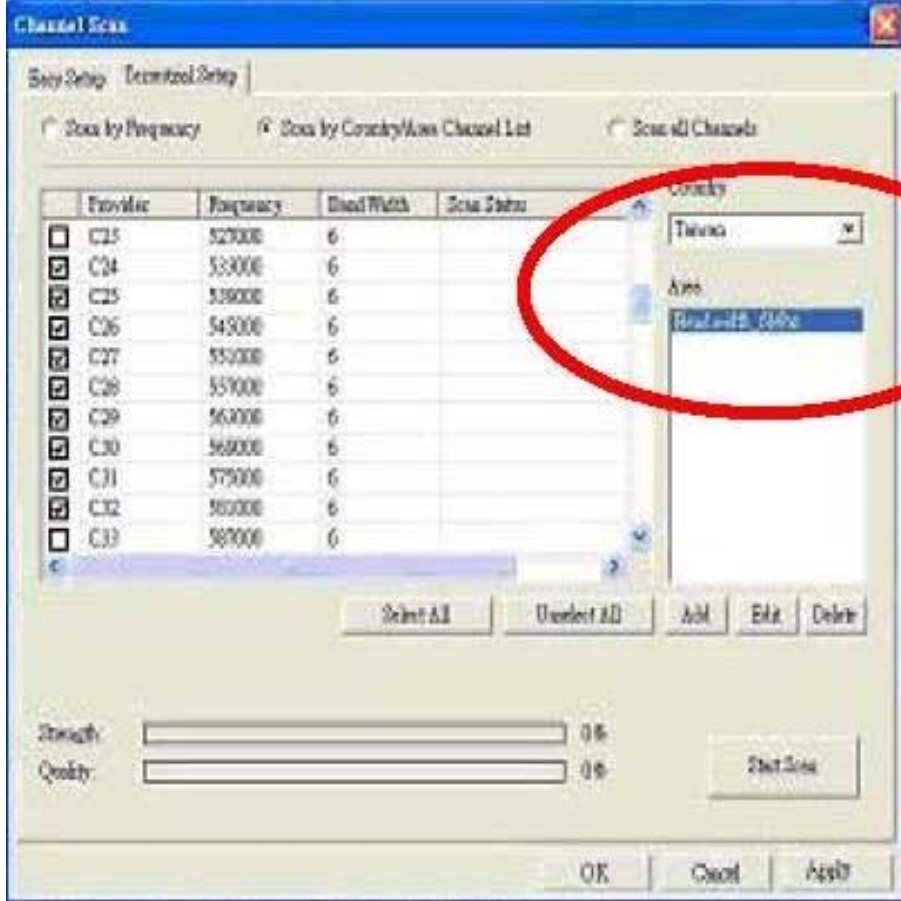 Channel Scan
Easy Setup Terrestrial Setup
Scan by Frequency Scan by Country/Area Channel List Scan all Channels
Country
Provider Frequency Band Width Scan Status
Taiwan
C23 527000 6
C24 533000 6
Area
C25 539000 6
Bandwidth_6Mhz
C26 545000 6
C27 551000 6
C28 557000 6
C29 563000 6
C30 569000 6
C31 575000 6
C32 581000 6
C33 587000 6
Select All Unselect All Add Edit Delete
Strength: 0%
Quality: 0%
Start Scan
OK Cancel Apply